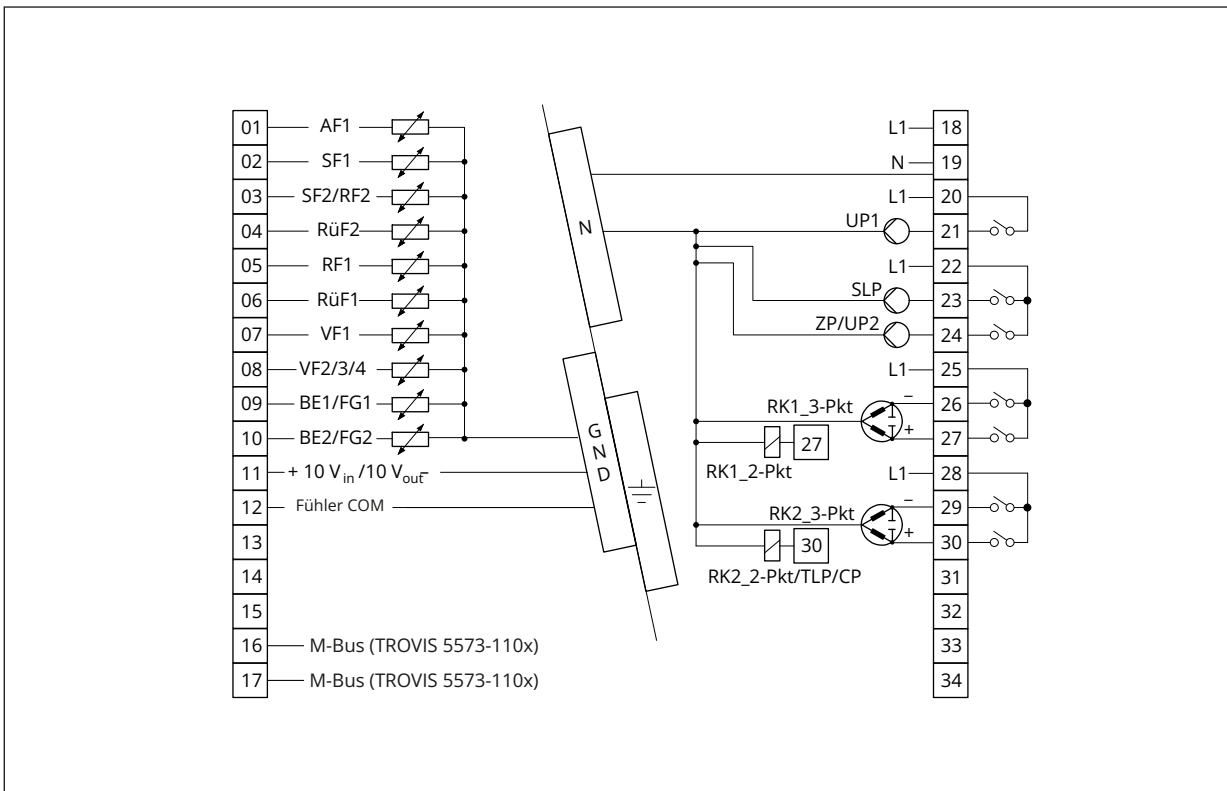 01 AF1
02 SF1
03 SF2/RF2
04 RüF2
05 RF1
06 RüF1
07 VF1
08 VF2/3/4
09 BE1/FG1
10 BE2/FG2
11 + 10 Vin /10 Vout–
12 Fühler COM
13
14
15
16 M-Bus (TROVIS 5573-110x)
17 M-Bus (TROVIS 5573-110x)
N
GND
L1 18
N 19
L1 20
UP1 21
L1 22
SLP 23
ZP/UP2 24
L1 25
RK1_3-Pkt – 26
+ 27
27
RK1_2-Pkt
L1 28
RK2_3-Pkt – 29
+ 30
30
RK2_2-Pkt/TLP/CP
31
32
33
34